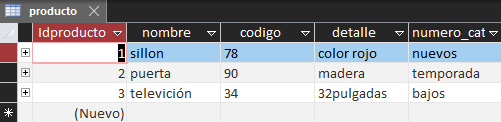 producto
Idproducto nombre codigo detalle numero_cat
1 sillon 78 color rojo nuevos
2 puerta 90 madera temporada
3 televición 34 32pulgadas bajos
(Nuevo)